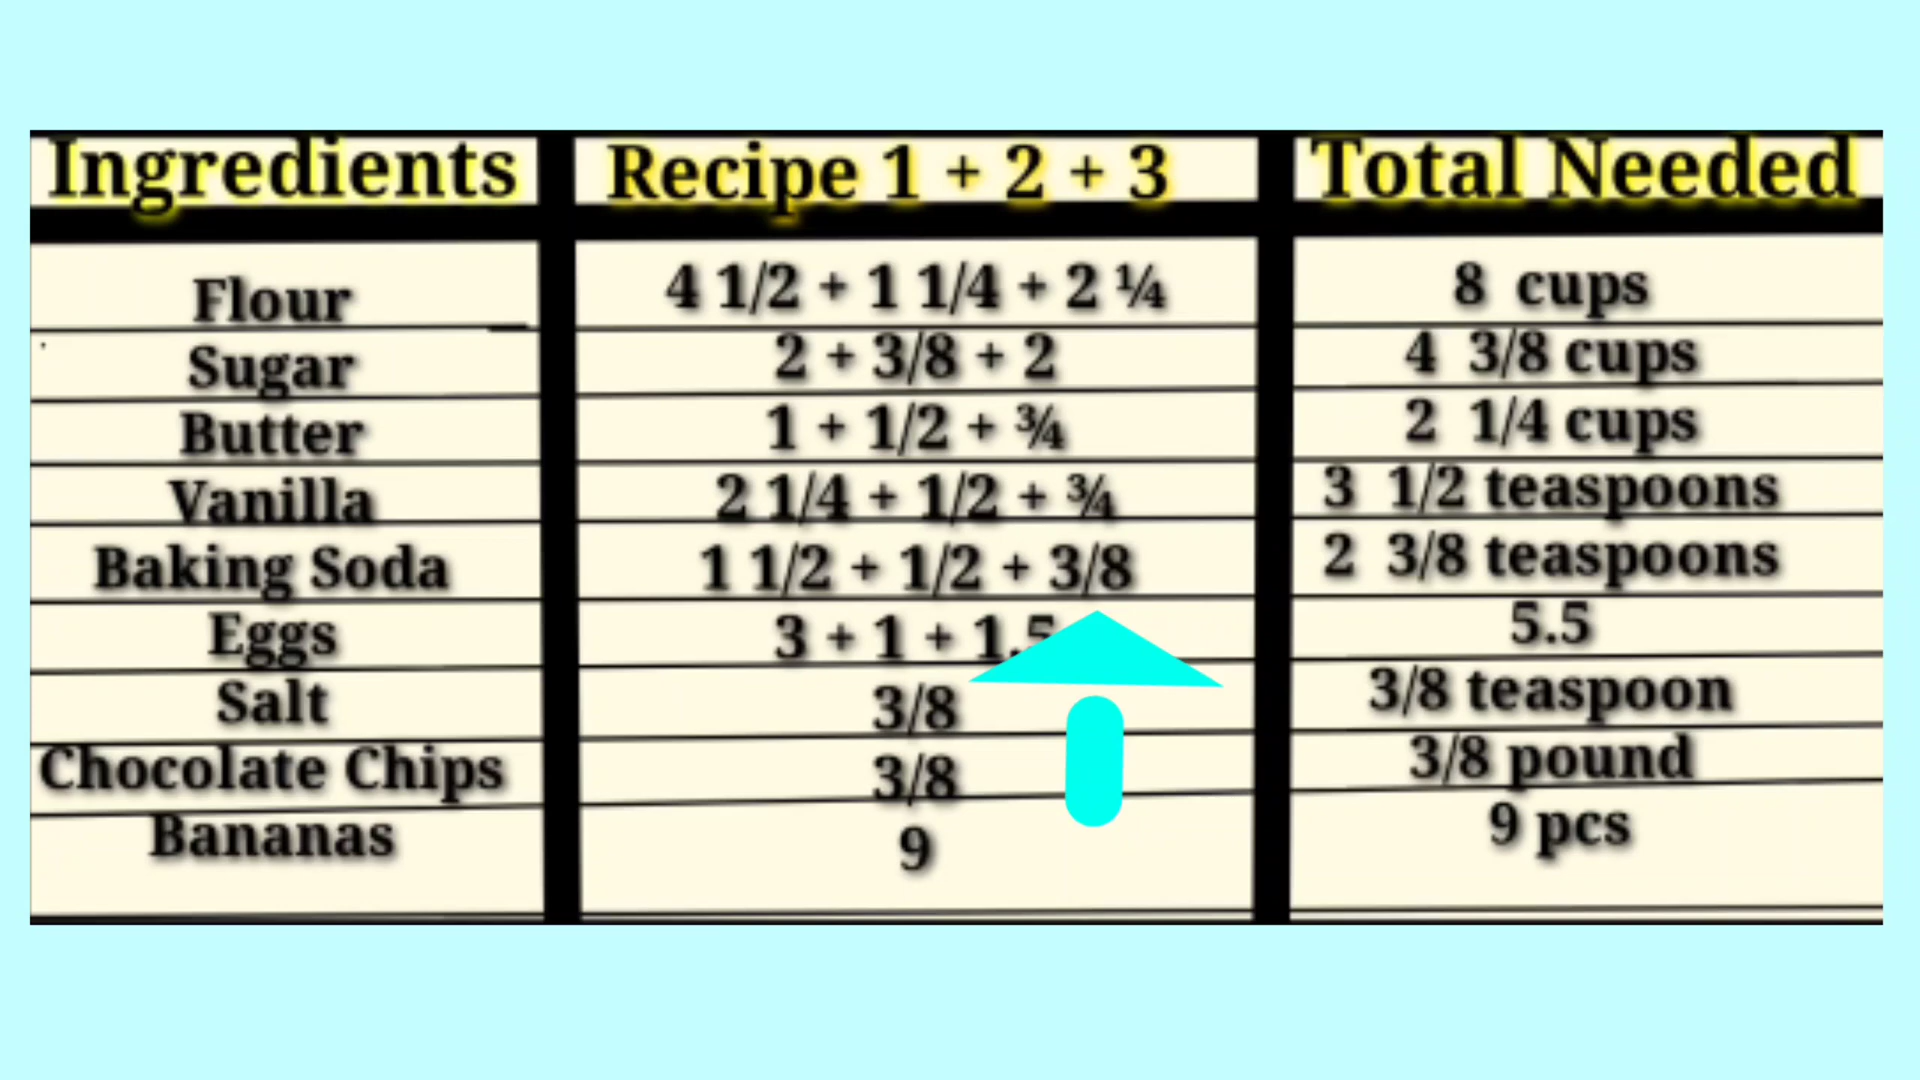 Ingredients Recipe 1 + 2 + 3 Total Needed
Flour 4 1/2 + 1 1/4 + 2 ¼ 8 cups
Sugar 2 + 3/8 + 2 4 3/8 cups
Butter 1 + 1/2 + ¾ 2 1/4 cups
Vanilla 2 1/4 + 1/2 + ¾ 3 1/2 teaspoons
Baking Soda 1 1/2 + 1/2 + 3/8 2 3/8 teaspoons
Eggs 3 + 1 + 1.5 5.5
Salt 3/8 3/8 teaspoon
Chocolate Chips 3/8 3/8 pound
Bananas 9 9 pcs